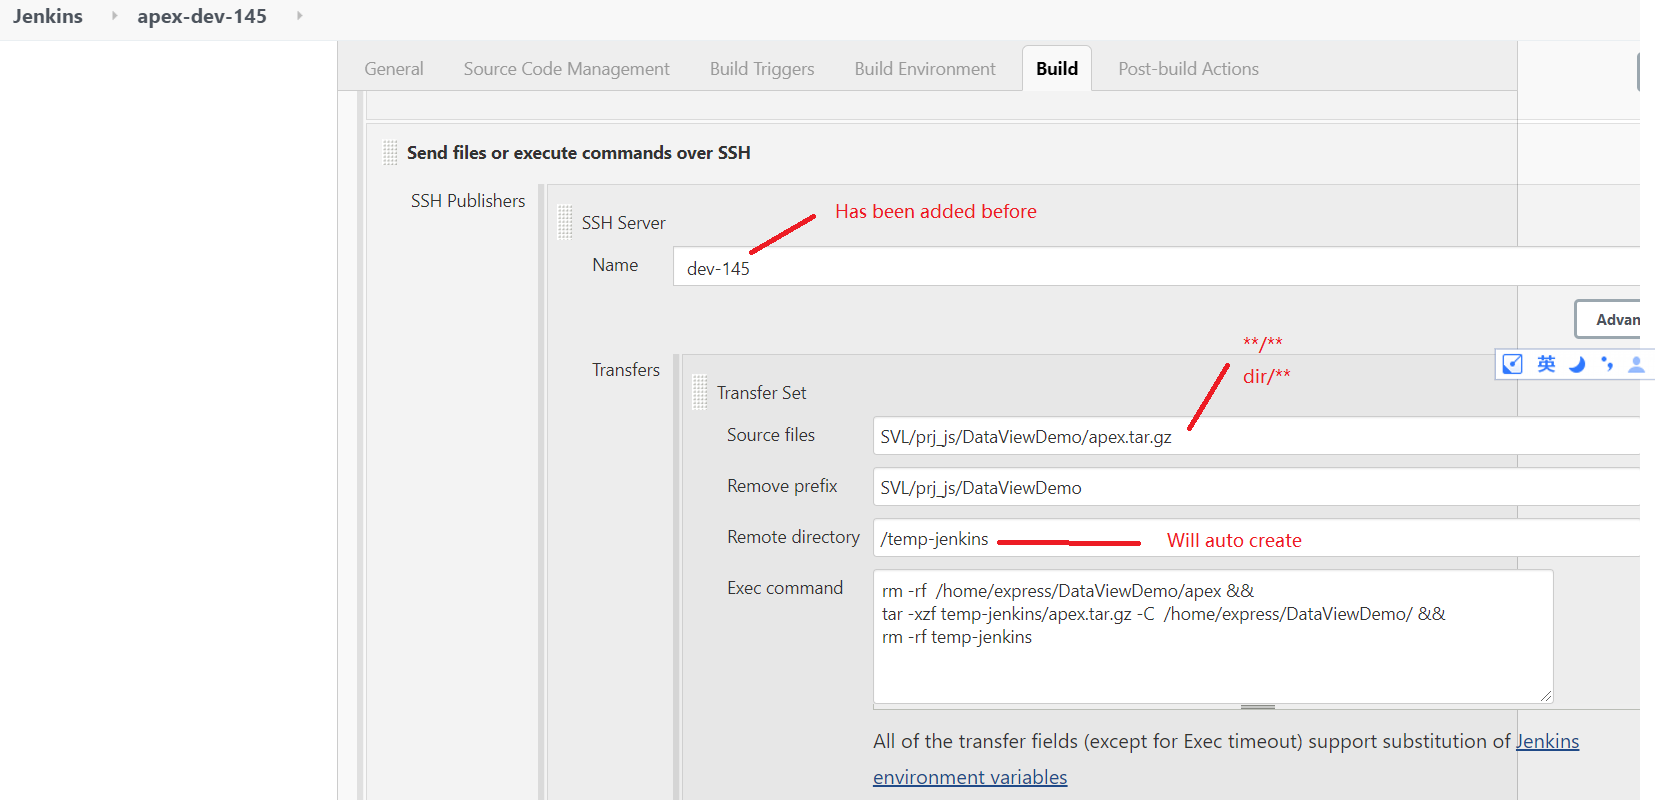 Jenkins apex-dev-145
General Source Code Management Build Triggers Build Environment Build Post-build Actions
Send files or execute commands over SSH
SSH Publishers
SSH Server
Has been added before
Name
dev-145
Advan
**/**
dir/**
英
Transfers
Transfer Set
Source files
SVL/prj_js/DataViewDemo/apex.tar.gz
Remove prefix
SVL/prj_js/DataViewDemo
Remote directory
/temp-jenkins
Will auto create
Exec command
rm -rf  /home/express/DataViewDemo/apex &&
tar -xzf temp-jenkins/apex.tar.gz -C  /home/express/DataViewDemo/ &&
rm -rf temp-jenkins
All of the transfer fields (except for Exec timeout) support substitution of Jenkins
environment variables